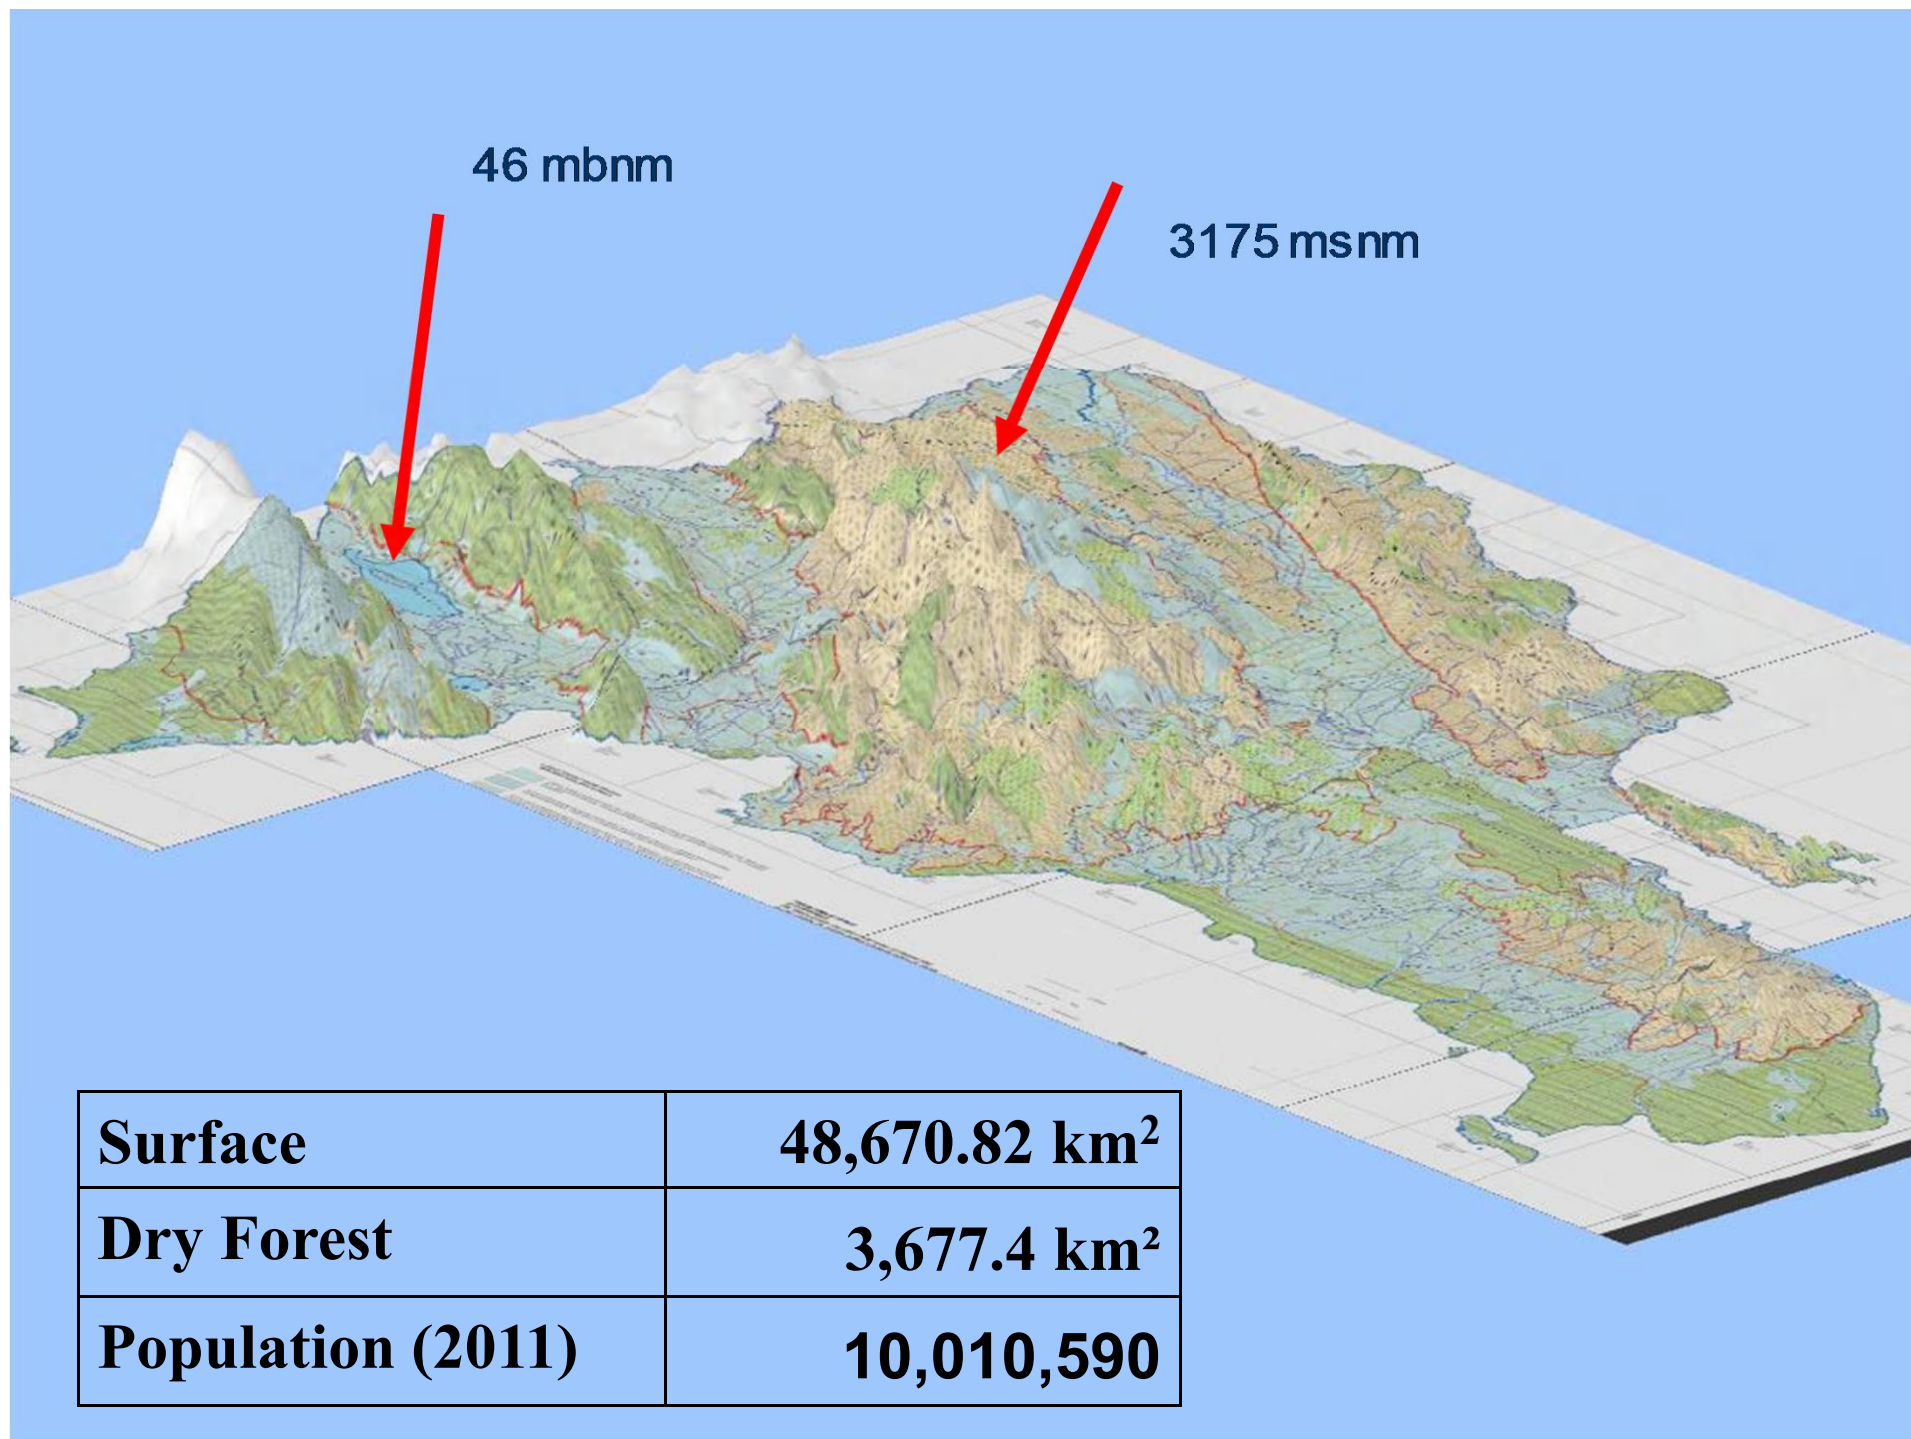 46 mbnm
3175 msnm
Surface 48,670.82 km²
Dry Forest 3,677.4 km²
Population (2011) 10,010,590